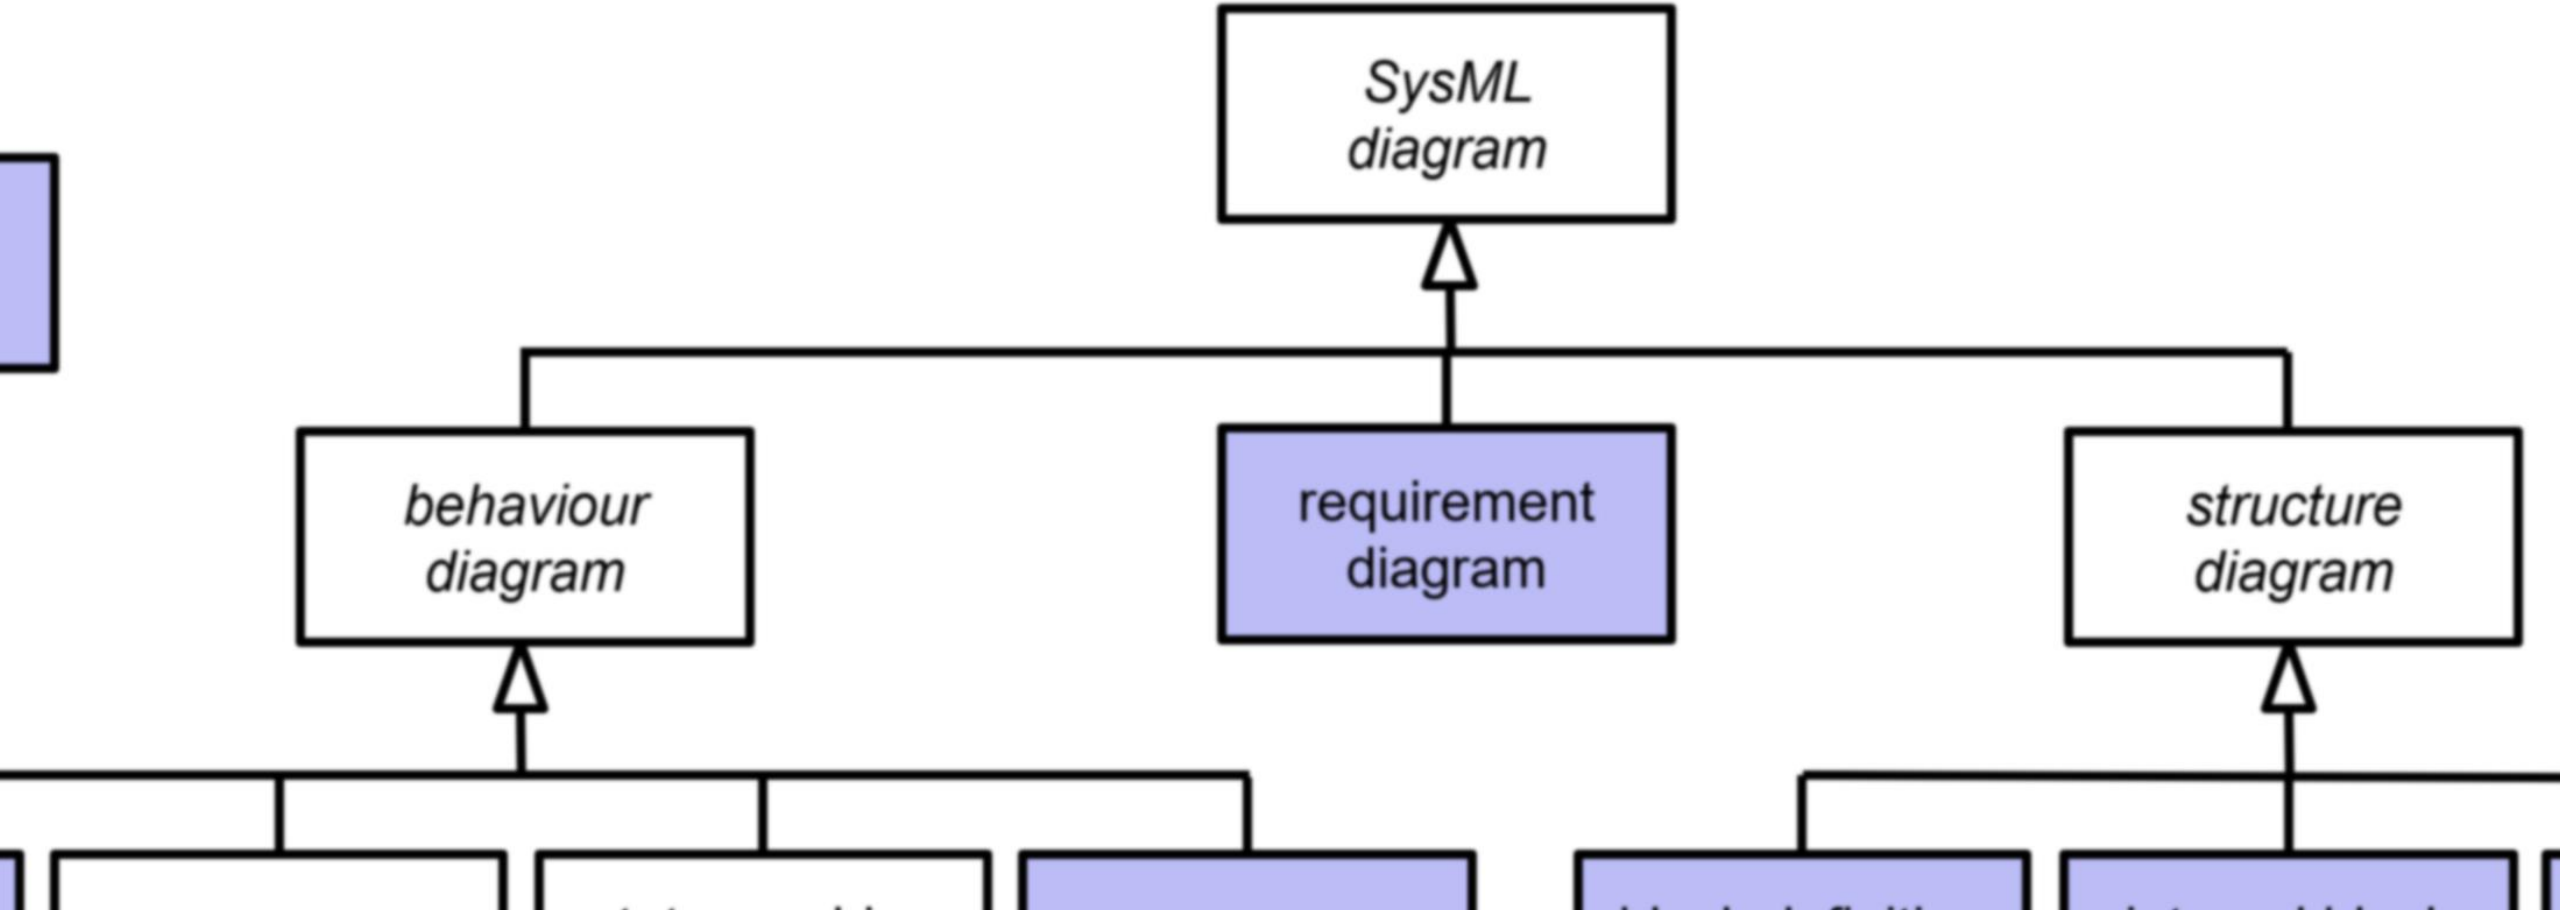 SysML
diagram
behaviour
diagram
requirement
diagram
structure
diagram